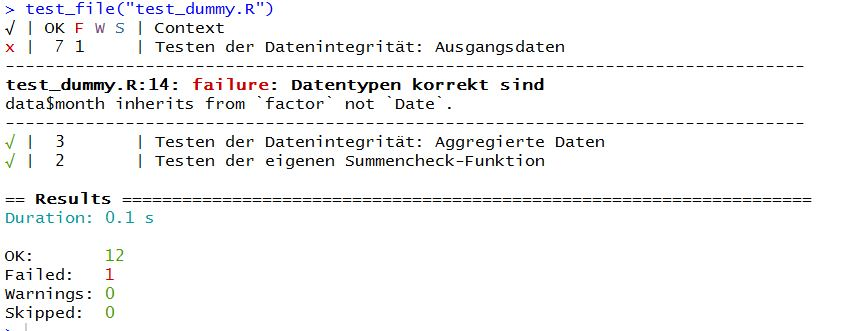 > test_file("test_dummy.R")
√ | OK F W S | Context
x |  7 1     | Testen der Datenintegrität: Ausgangsdaten
--------------------------------------------------------------------------------
test_dummy.R:14: failure: Datentypen korrekt sind
data$month inherits from `factor` not `Date`.
--------------------------------------------------------------------------------
√ |  3       | Testen der Datenintegrität: Aggregierte Daten
√ |  2       | Testen der eigenen Summencheck-Funktion
== Results =====================================================================
Duration: 0.1 s
OK:       12
Failed:   1
Warnings: 0
Skipped:  0
>